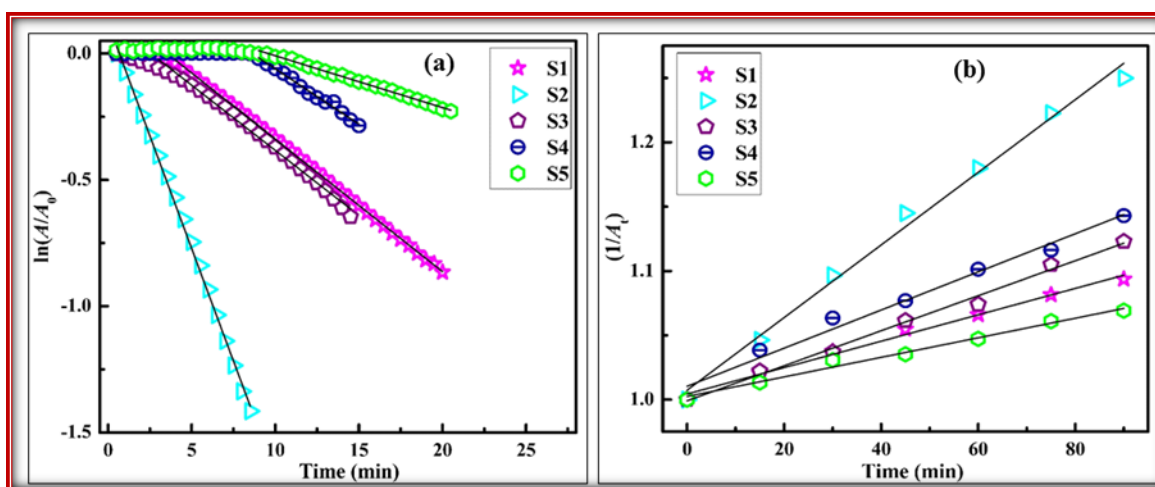 (a)
S1
S2
S3
S4
S5
0.0
-0.5
-1.0
-1.5
ln(A/A₀)
0
5
10
15
20
25
Time (min)
(b)
S1
S2
S3
S4
S5
1.2
1.1
1.0
(1/Aₜ)
0
20
40
60
80
Time (min)